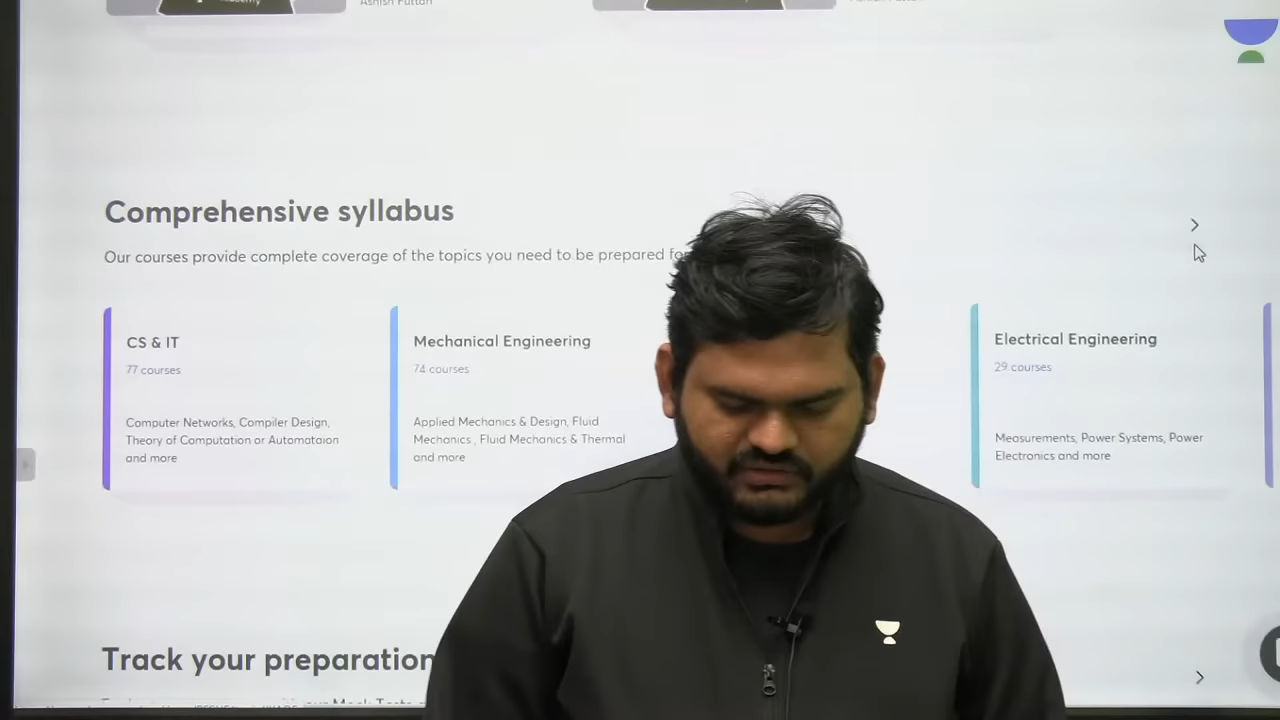 Comprehensive syllabus
Our courses provide complete coverage of the topics you need to be prepared
CS & IT
77 courses
Computer Networks, Compiler Design,
Theory of Computation or Automataion
and more
Mechanical Engineering
74 courses
Applied Mechanics & Design, Fluid
Mechanics , Fluid Mechanics & Thermal
and more
Electrical Engineering
29 courses
Measurements, Power Systems, Power
Electronics and more
Track your preparation